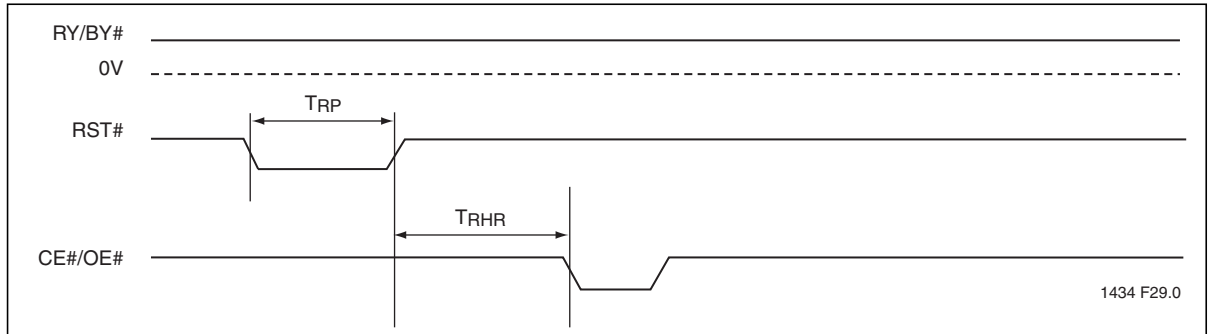 RY/BY#
0V
TRP
RST#
TRHR
CE#/OE#
1434 F29.0